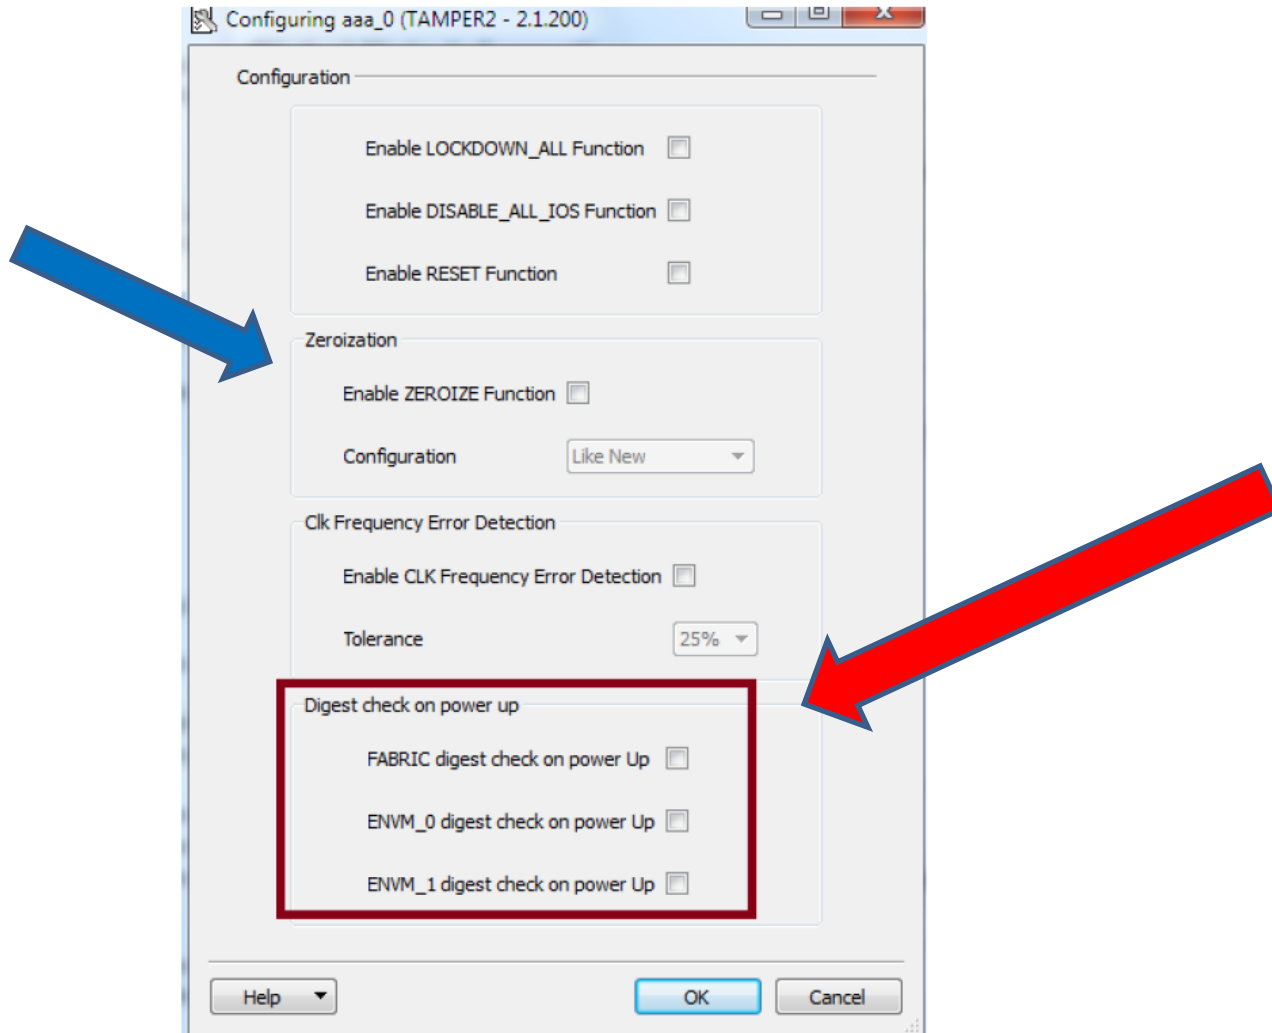 Configuring aaa_0 (TAMPER2 - 2.1.200)
Configuration
Enable LOCKDOWN_ALL Function
Enable DISABLE_ALL_IOS Function
Enable RESET Function
Zeroization
Enable ZEROIZE Function
Configuration Like New
Clk Frequency Error Detection
Enable CLK Frequency Error Detection
Tolerance 25%
Digest check on power up
FABRIC digest check on power Up
ENVM_0 digest check on power Up
ENVM_1 digest check on power Up
Help OK Cancel